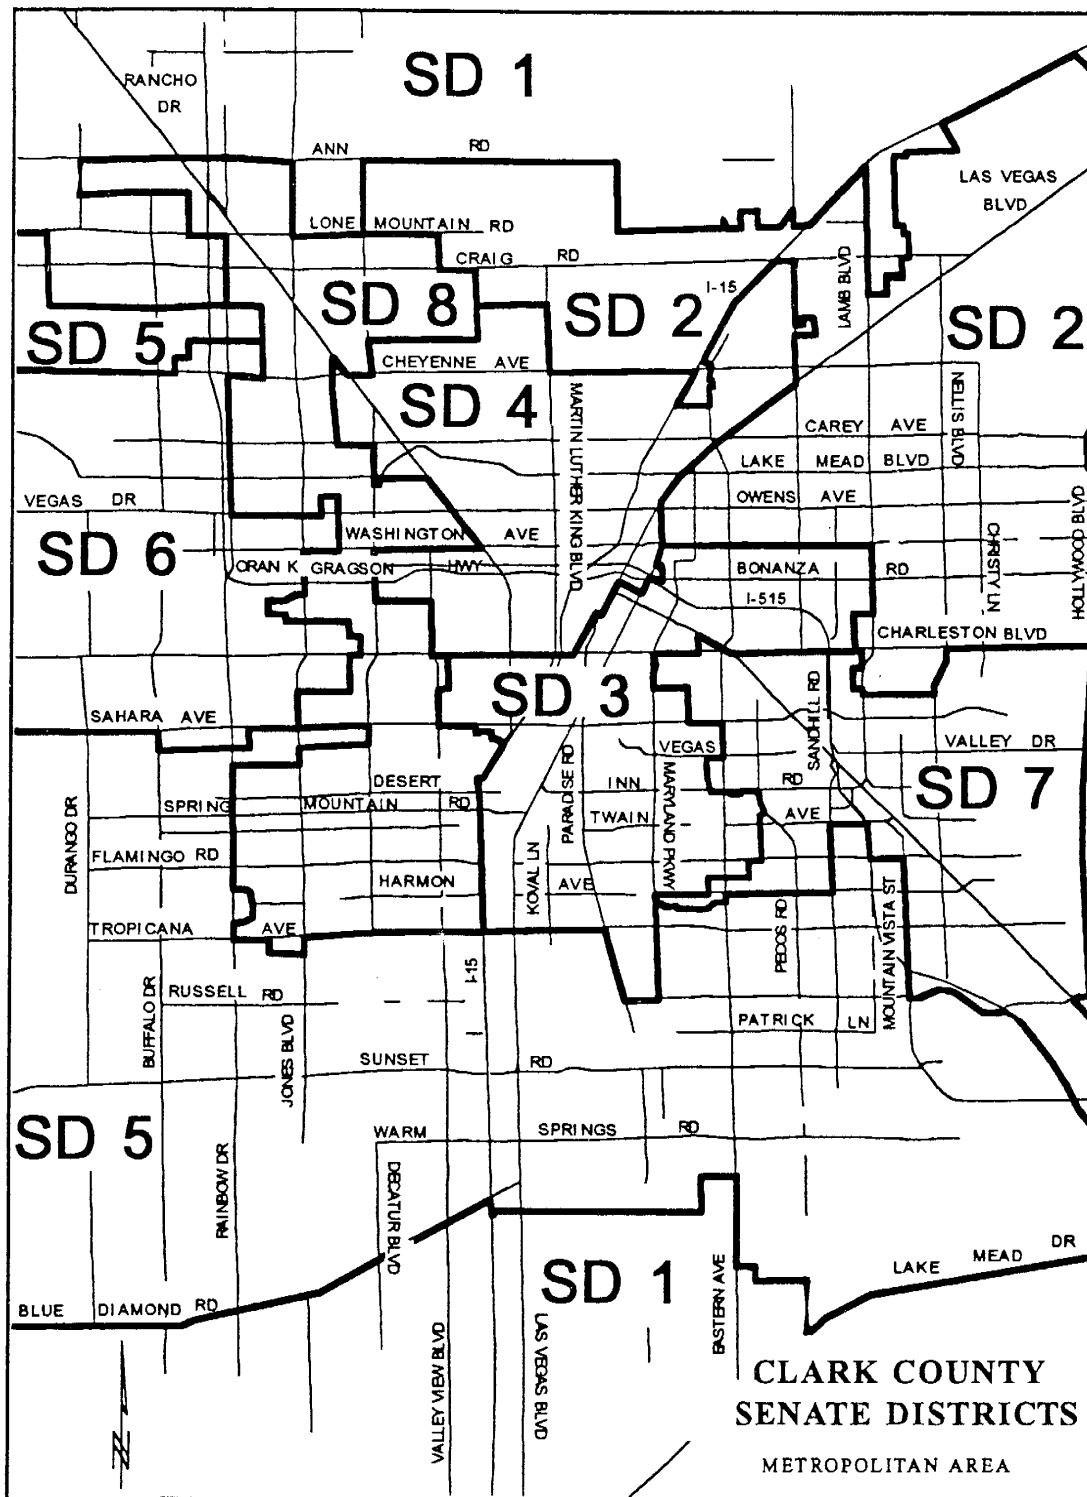 SD 1
RANCHO
DR
ANN RD
LAS VEGAS
BLVD
LONE MOUNTAIN RD
CRAIG RD
I-15
LAMB BLVD
SD 8
SD 2
SD 2
SD 5
CHEYENNE AVE
SD 4
MARTIN LUTHER KING BLVD
NELLIS BLVD
CAREY AVE
LAKE MEAD BLVD
VEGAS DR
OWENS AVE
HOLLYWOOD BLVD
SD 6
WASHINGTON AVE
CHRISTY LN
ORAN K GRAGSON HWY
BONANZA RD
I-515
CHARLESTON BLVD
SD 3
SANDHILL RD
SAHARA AVE
VEGAS VALLEY DR
PARADISE RD
MARYLAND PKWY
DESERT INN RD
SD 7
DURANGO DR
SPRING MOUNTAIN RD
TWAIN AVE
FLAMINGO RD
KOVAL LN
HARMON AVE
MOUNTAIN VISTA ST
TROPICANA AVE
PECOS RD
I-15
BUFFALO DR
RUSSELL RD
JONES BLVD
PATRICK LN
SUNSET RD
SD 5
WARM SPRINGS RD
RAINBOW DR
DECATUR BLVD
EASTERN AVE
LAKE MEAD DR
SD 1
BLUE DIAMOND RD
VALLEY VIEW BLVD
LAS VEGAS BLVD
N
CLARK COUNTY
SENATE DISTRICTS
METROPOLITAN AREA